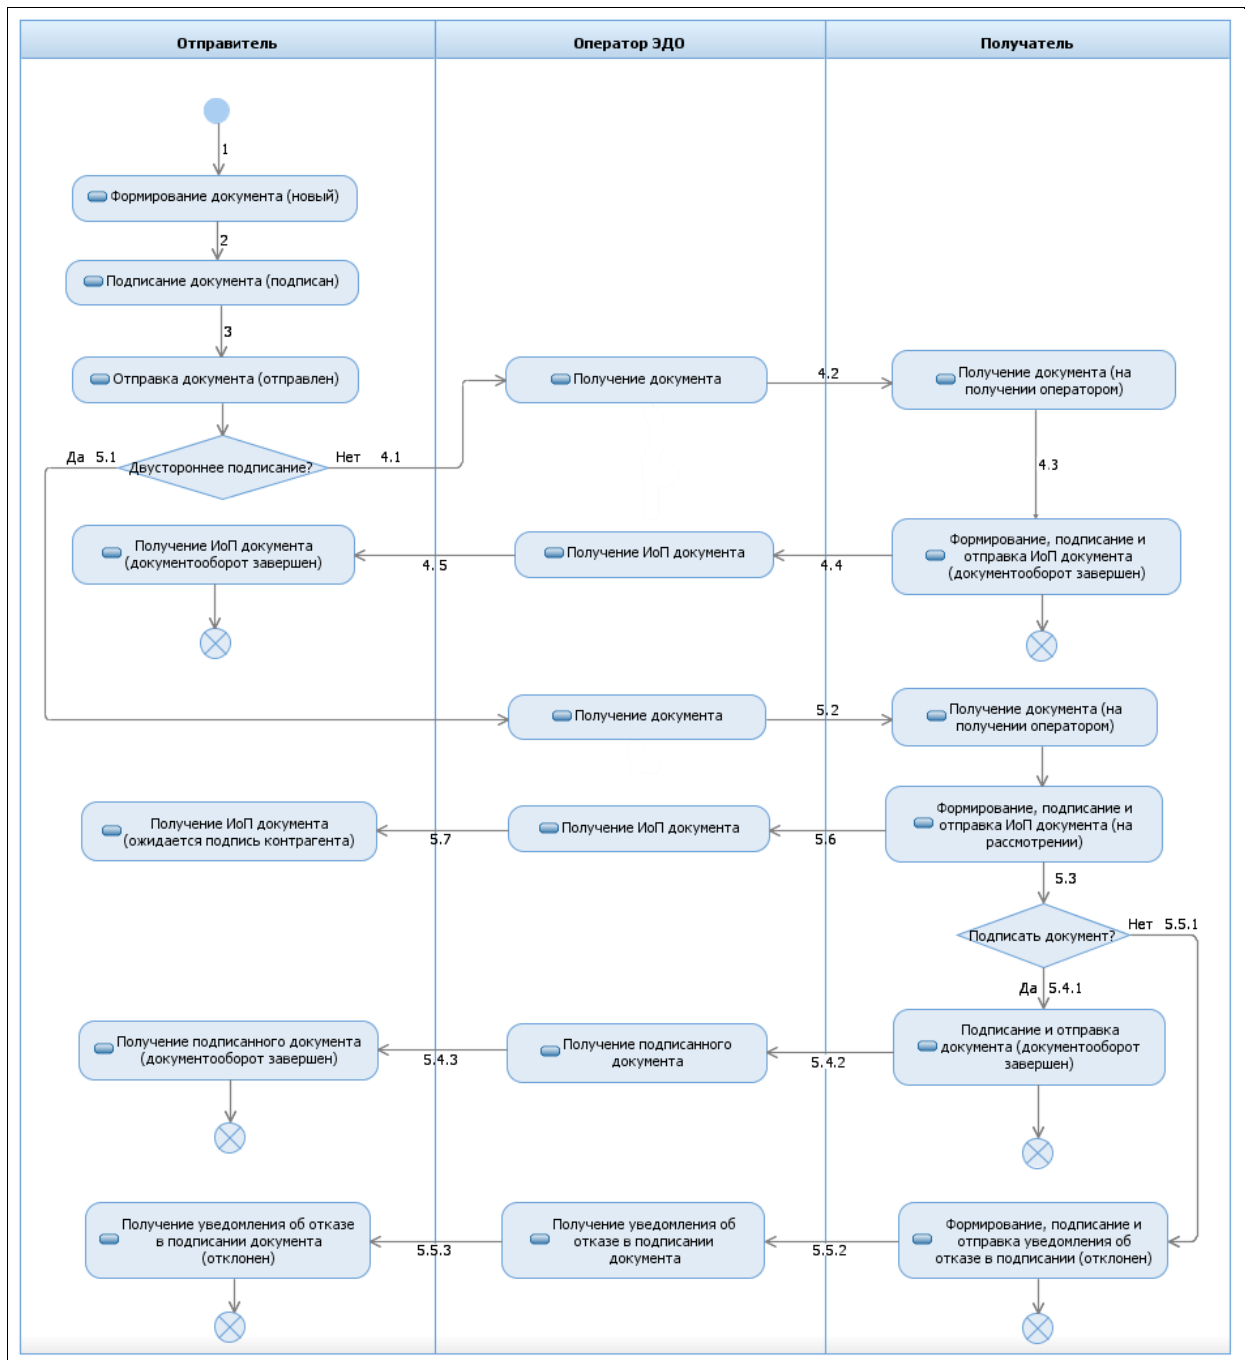 Отправитель
Оператор ЭДО
Получатель
1
Формирование документа (новый)
2
Подписание документа (подписан)
3
Отправка документа (отправлен)
Получение документа
4.2
Получение документа (на
получении оператором)
Да 5.1
Двустороннее подписание?
Нет 4.1
4.3
Получение ИоП документа
(документооборот завершен)
4.5
Получение ИоП документа
4.4
Формирование, подписание и
отправка ИоП документа
(документооборот завершен)
Получение документа
5.2
Получение документа (на
получении оператором)
Получение ИоП документа
(ожидается подпись контрагента)
5.7
Получение ИоП документа
5.6
Формирование, подписание и
отправка ИоП документа (на
рассмотрении)
5.3
Подписать документ?
Нет 5.5.1
Да 5.4.1
Получение подписанного документа
(документооборот завершен)
5.4.3
Получение подписанного
документа
5.4.2
Подписание и отправка
документа (документооборот
завершен)
Получение уведомления об отказе
в подписании документа
(отклонен)
5.5.3
Получение уведомления об
отказе в подписании
документа
5.5.2
Формирование, подписание и
отправка уведомления об
отказе в подписании (отклонен)